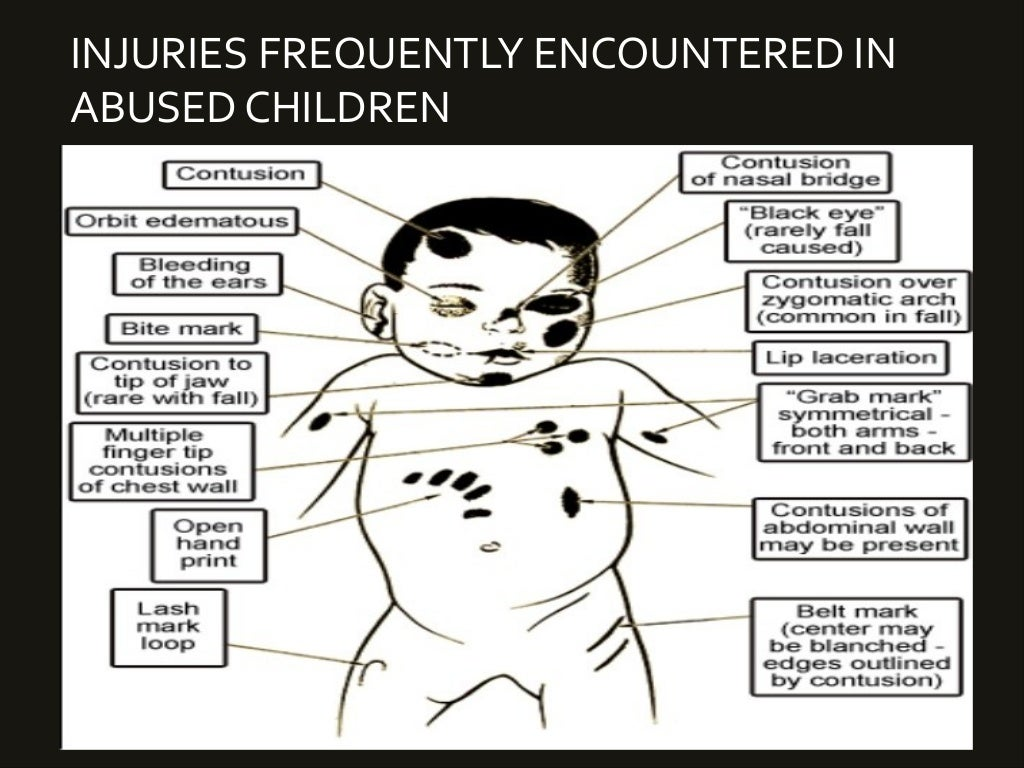 INJURIES FREQUENTLY ENCOUNTERED IN
ABUSED CHILDREN
Contusion
Orbit edematous
Bleeding
of the ears
Bite mark
Contusion to
tip of jaw
(rare with fall)
Multiple
finger tip
contusions
of chest wall
Open
hand
print
Lash
mark
loop
Contusion
of nasal bridge
“Black eye”
(rarely fall
caused)
Contusion over
zygomatic arch
(common in fall)
Lip laceration
“Grab mark”
symmetrical -
both arms -
front and back
Contusions of
abdominal wall
may be present
Belt mark
(center may
be blanched -
edges outlined
by contusion)